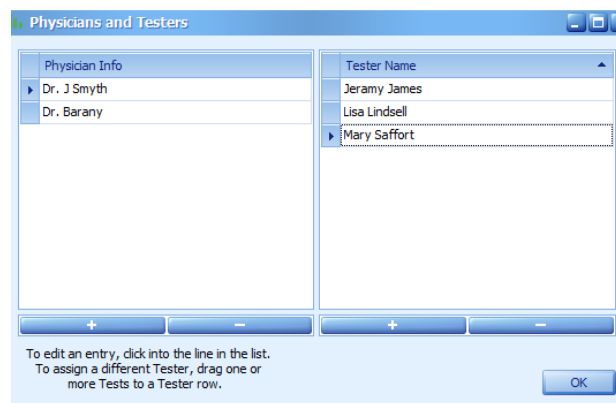 Physicians and Testers
Physician Info
Dr. J Smyth
Dr. Barany
Tester Name
Jeramy James
Lisa Lindsell
Mary Saffort
+ −
+ −
To edit an entry, click into the line in the list.
To assign a different Tester, drag one or
more Tests to a Tester row.
OK